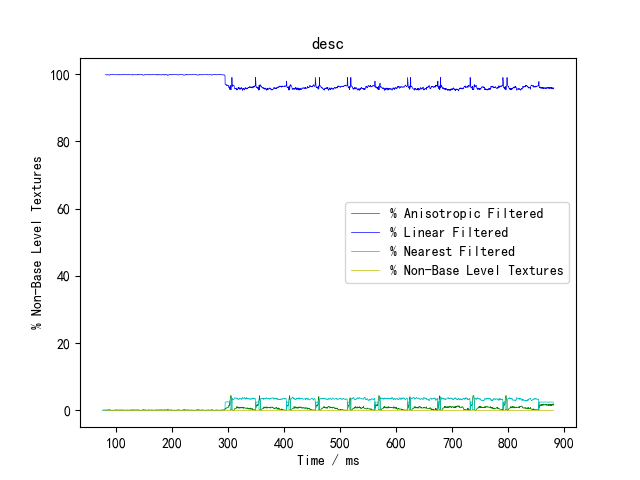 desc
% Non-Base Level Textures
100
80
60
40
20
0
% Anisotropic Filtered
% Linear Filtered
% Nearest Filtered
% Non-Base Level Textures
100 200 300 400 500 600 700 800 900
Time / ms